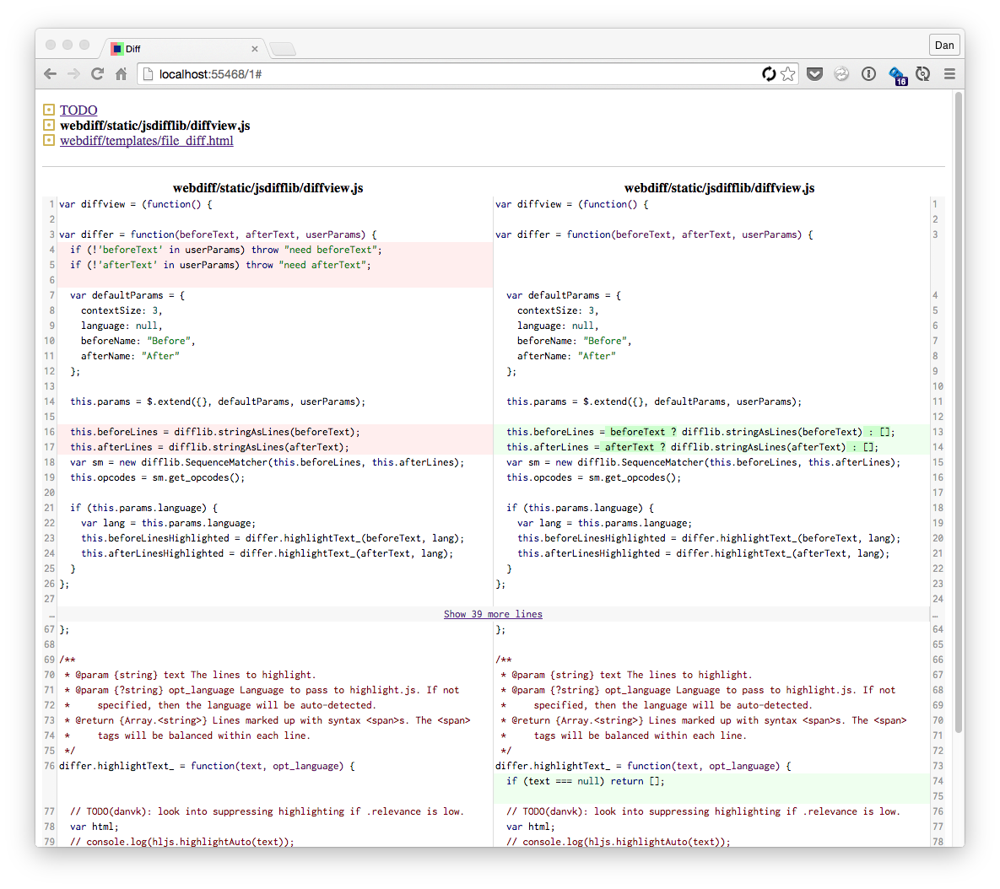 Diff
Dan
localhost:55468/1#
16
TODO
webdiff/static/jsdifflib/diffview.js
webdiff/templates/file_diff.html
webdiff/static/jsdifflib/diffview.js
1 var diffview = (function() {
2
3 var differ = function(beforeText, afterText, userParams) {
4   if (!'beforeText' in userParams) throw "need beforeText";
5   if (!'afterText' in userParams) throw "need afterText";
6
7   var defaultParams = {
8     contextSize: 3,
9     language: null,
10     beforeName: "Before",
11     afterName: "After"
12   };
13
14   this.params = $.extend({}, defaultParams, userParams);
15
16   this.beforeLines = difflib.stringAsLines(beforeText);
17   this.afterLines = difflib.stringAsLines(afterText);
18   var sm = new difflib.SequenceMatcher(this.beforeLines, this.afterLines);
19   this.opcodes = sm.get_opcodes();
20
21   if (this.params.language) {
22     var lang = this.params.language;
23     this.beforeLinesHighlighted = differ.highlightText_(beforeText, lang);
24     this.afterLinesHighlighted = differ.highlightText_(afterText, lang);
25   }
26 };
27
webdiff/static/jsdifflib/diffview.js
var diffview = (function() { 1
2
var differ = function(beforeText, afterText, userParams) { 3
  var defaultParams = { 4
    contextSize: 3, 5
    language: null, 6
    beforeName: "Before", 7
    afterName: "After" 8
  }; 9
10
  this.params = $.extend({}, defaultParams, userParams); 11
12
  this.beforeLines = beforeText ? difflib.stringAsLines(beforeText) : []; 13
  this.afterLines = afterText ? difflib.stringAsLines(afterText) : []; 14
  var sm = new difflib.SequenceMatcher(this.beforeLines, this.afterLines); 15
  this.opcodes = sm.get_opcodes(); 16
17
  if (this.params.language) { 18
    var lang = this.params.language; 19
    this.beforeLinesHighlighted = differ.highlightText_(beforeText, lang); 20
    this.afterLinesHighlighted = differ.highlightText_(afterText, lang); 21
  } 22
}; 23
24
… Show 39 more lines …
67 };
68
69 /**
70  * @param {string} text The lines to highlight.
71  * @param {?string} opt_language Language to pass to highlight.js. If not
72  *     specified, then the language will be auto-detected.
73  * @return {Array.<string>} Lines marked up with syntax <span>s. The <span>
74  *     tags will be balanced within each line.
75  */
76 differ.highlightText_ = function(text, opt_language) {
77   // TODO(danvk): look into suppressing highlighting if .relevance is low.
78   var html;
79   // console.log(hljs.highlightAuto(text));
}; 64
65
/** 66
 * @param {string} text The lines to highlight. 67
 * @param {?string} opt_language Language to pass to highlight.js. If not 68
 *     specified, then the language will be auto-detected. 69
 * @return {Array.<string>} Lines marked up with syntax <span>s. The <span> 70
 *     tags will be balanced within each line. 71
 */ 72
differ.highlightText_ = function(text, opt_language) { 73
  if (text === null) return []; 74
75
  // TODO(danvk): look into suppressing highlighting if .relevance is low. 76
  var html; 77
  // console.log(hljs.highlightAuto(text)); 78